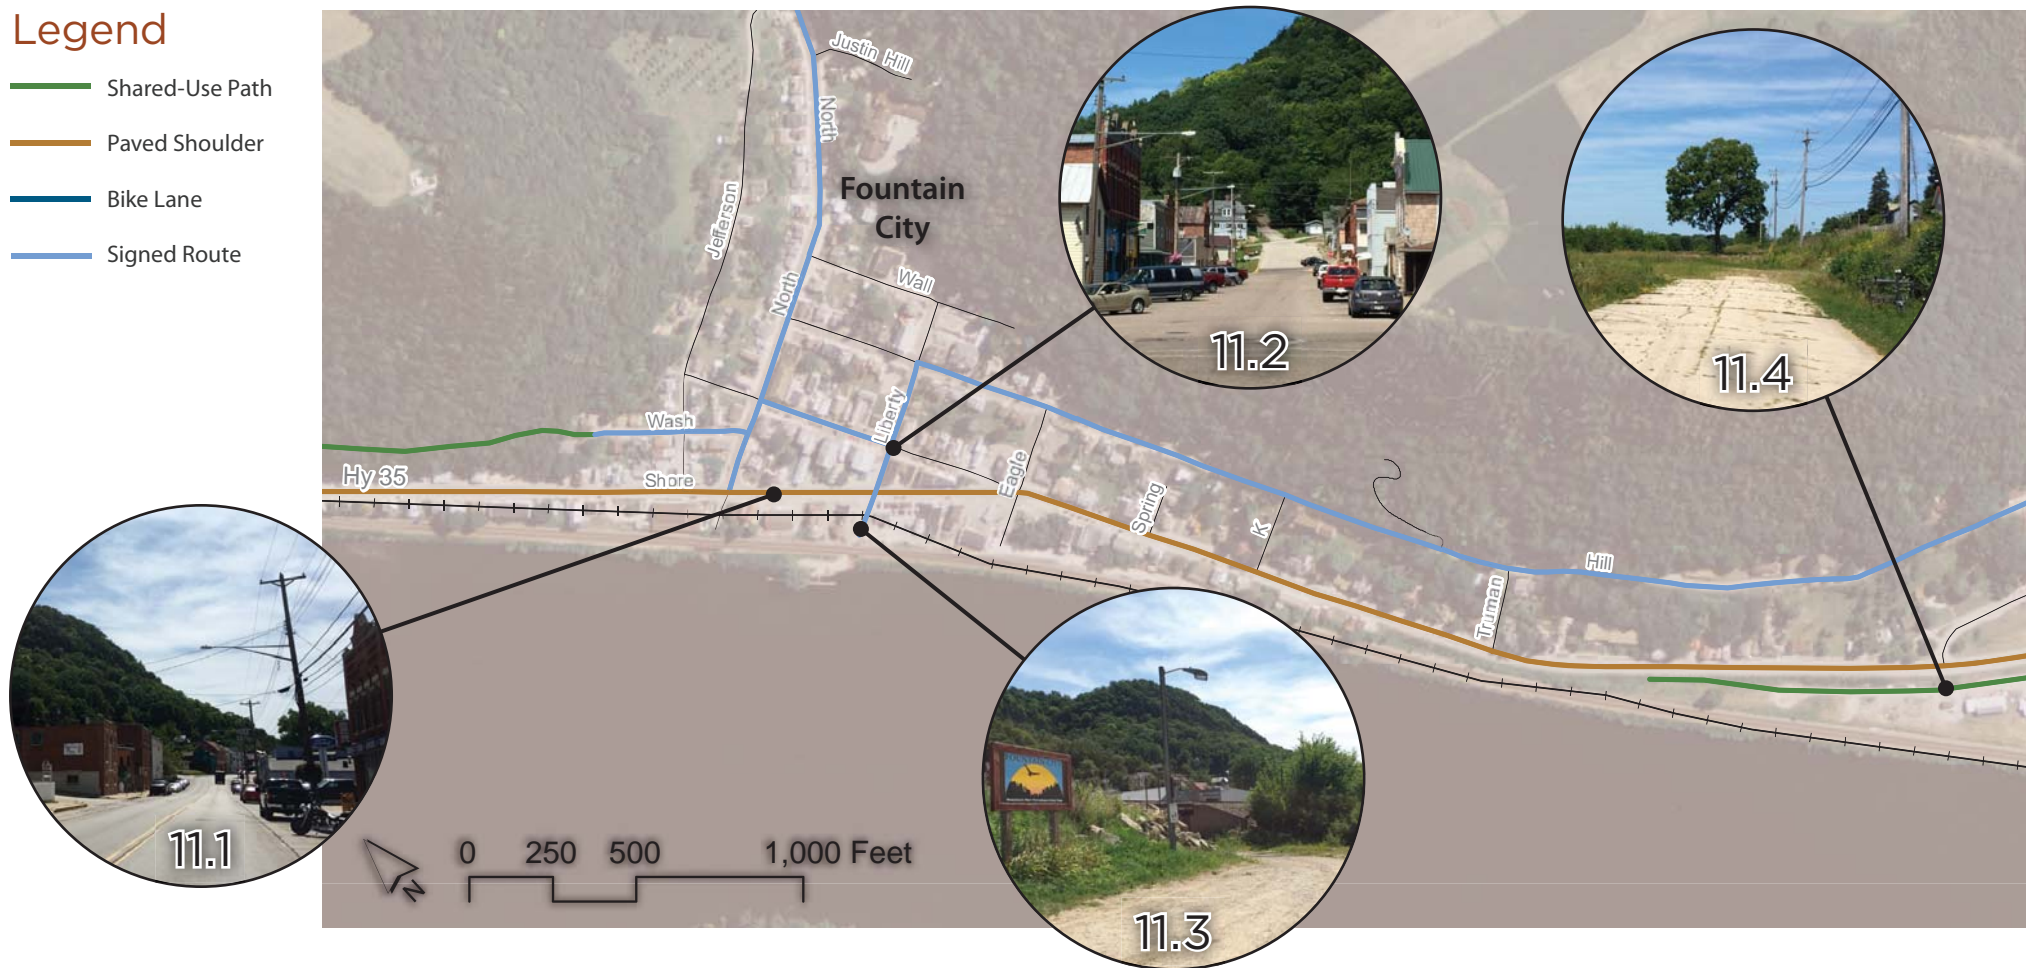 Legend
Shared-Use Path
Paved Shoulder
Bike Lane
Signed Route
Justin Hill
North
Fountain
City
Jefferson
North
Wall
Liberty
Wash
Hy 35
Shore
Eagle
Spring
K
Hill
Truman
11.1
11.2
11.3
11.4
N
0 250 500 1,000 Feet